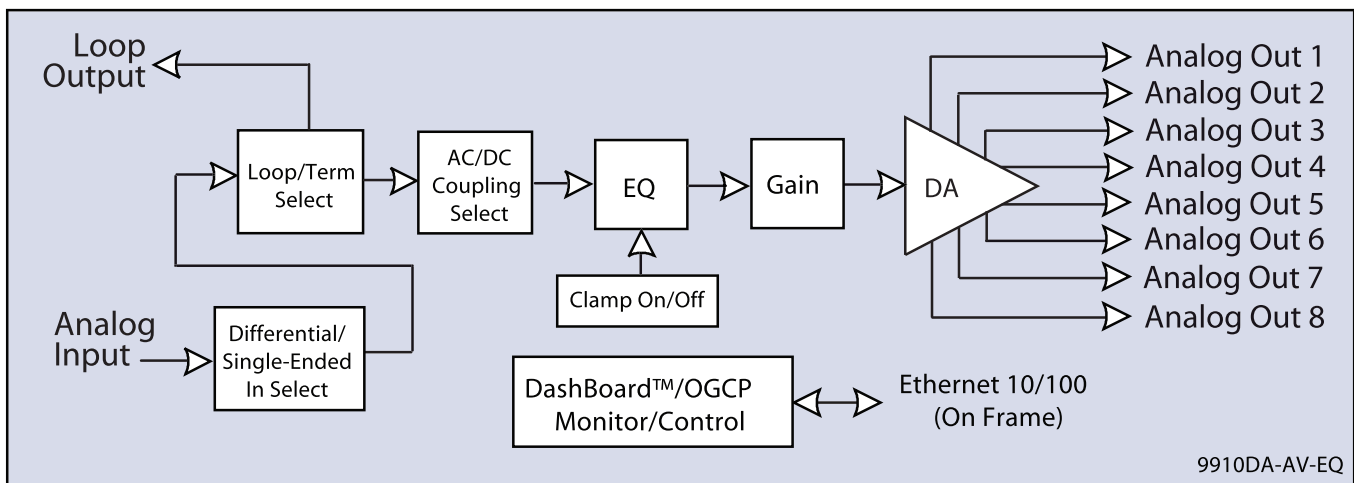 Loop
Output
Loop/Term
Select
AC/DC
Coupling
Select
EQ
Gain
DA
Analog Out 1
Analog Out 2
Analog Out 3
Analog Out 4
Analog Out 5
Analog Out 6
Analog Out 7
Analog Out 8
Clamp On/Off
Analog
Input
Differential/
Single-Ended
In Select
DashBoard™/OGCP
Monitor/Control
Ethernet 10/100
(On Frame)
9910DA-AV-EQ